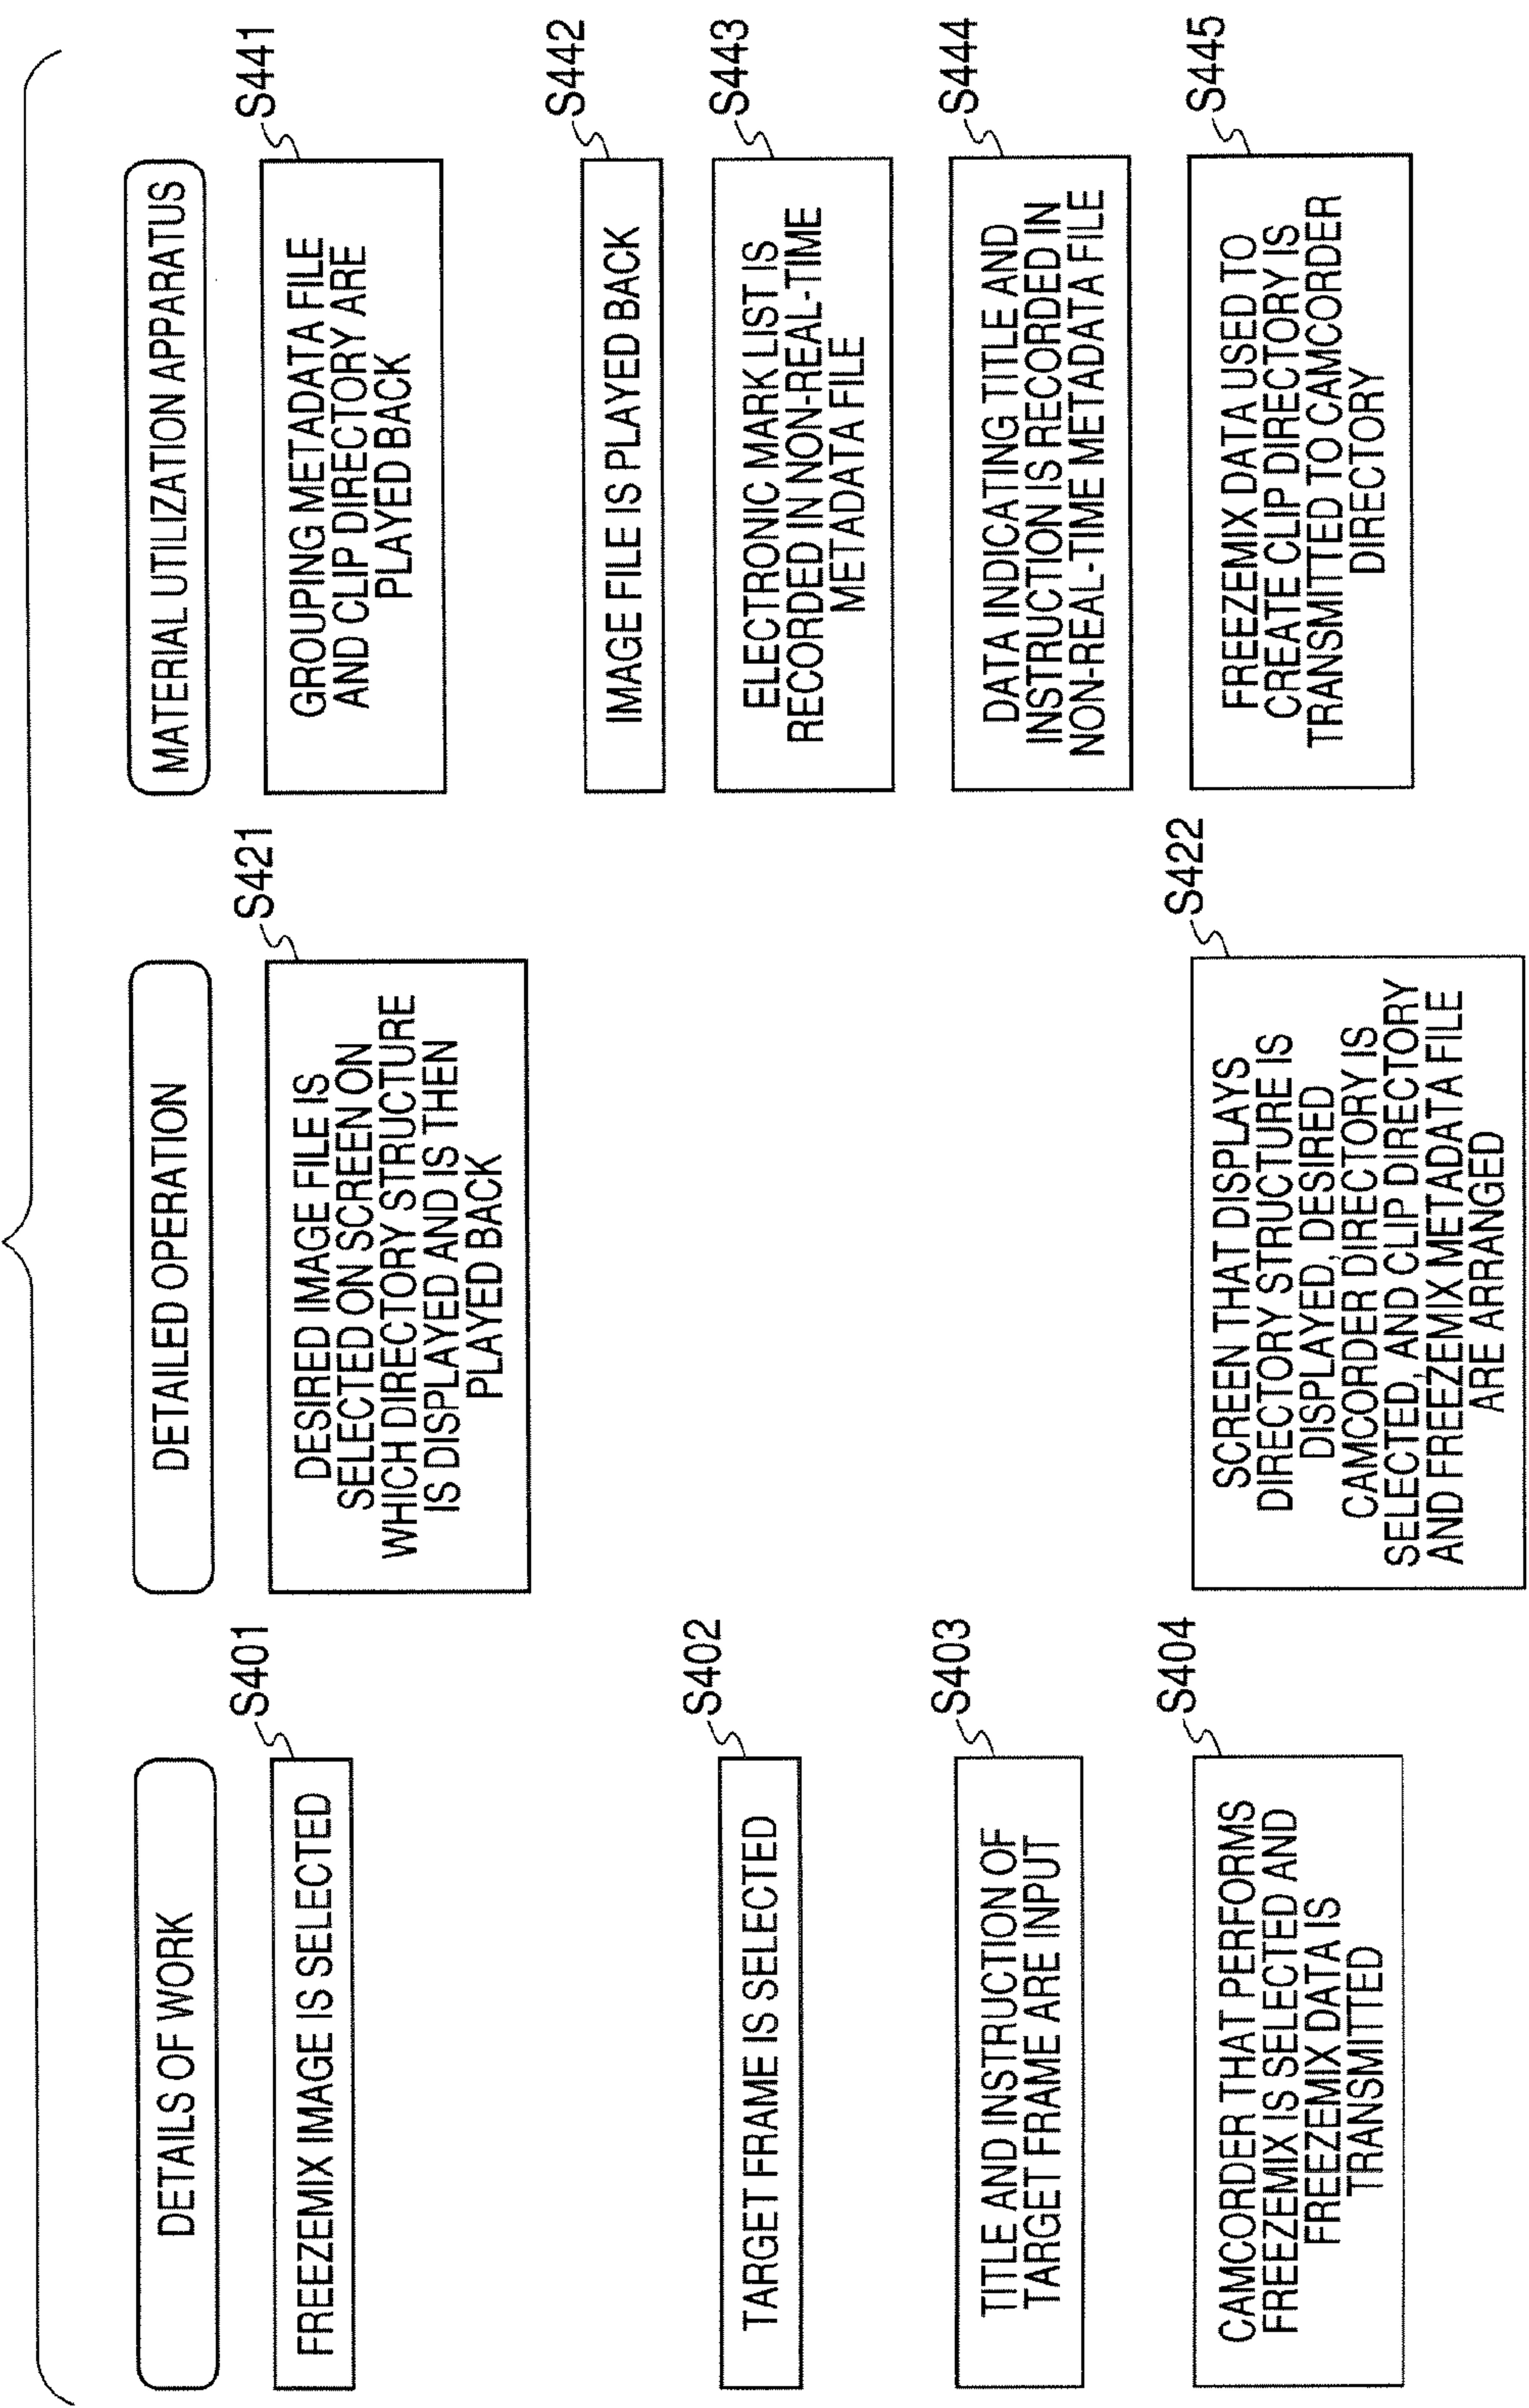 DETAILS OF WORK
FREEZEMIX IMAGE IS SELECTED
S401
TARGET FRAME IS SELECTED
S402
TITLE AND INSTRUCTION OF
TARGET FRAME ARE INPUT
S403
CAMCORDER THAT PERFORMS
FREEZEMIX IS SELECTED AND
FREEZEMIX DATA IS
TRANSMITTED
S404
DETAILED OPERATION
DESIRED IMAGE FILE IS
SELECTED ON SCREEN ON
WHICH DIRECTORY STRUCTURE
IS DISPLAYED AND IS THEN
PLAYED BACK
S421
SCREEN THAT DISPLAYS
DIRECTORY STRUCTURE IS
DISPLAYED, DESIRED
CAMCORDER DIRECTORY IS
SELECTED, AND CLIP DIRECTORY
AND FREEZEMIX METADATA FILE
ARE ARRANGED
S422
MATERIAL UTILIZATION APPARATUS
GROUPING METADATA FILE
AND CLIP DIRECTORY ARE
PLAYED BACK
S441
IMAGE FILE IS PLAYED BACK
S442
ELECTRONIC MARK LIST IS
RECORDED IN NON-REAL-TIME
METADATA FILE
S443
DATA INDICATING TITLE AND
INSTRUCTION IS RECORDED IN
NON-REAL-TIME METADATA FILE
S444
FREEZEMIX DATA USED TO
CREATE CLIP DIRECTORY IS
TRANSMITTED TO CAMCORDER
DIRECTORY
S445